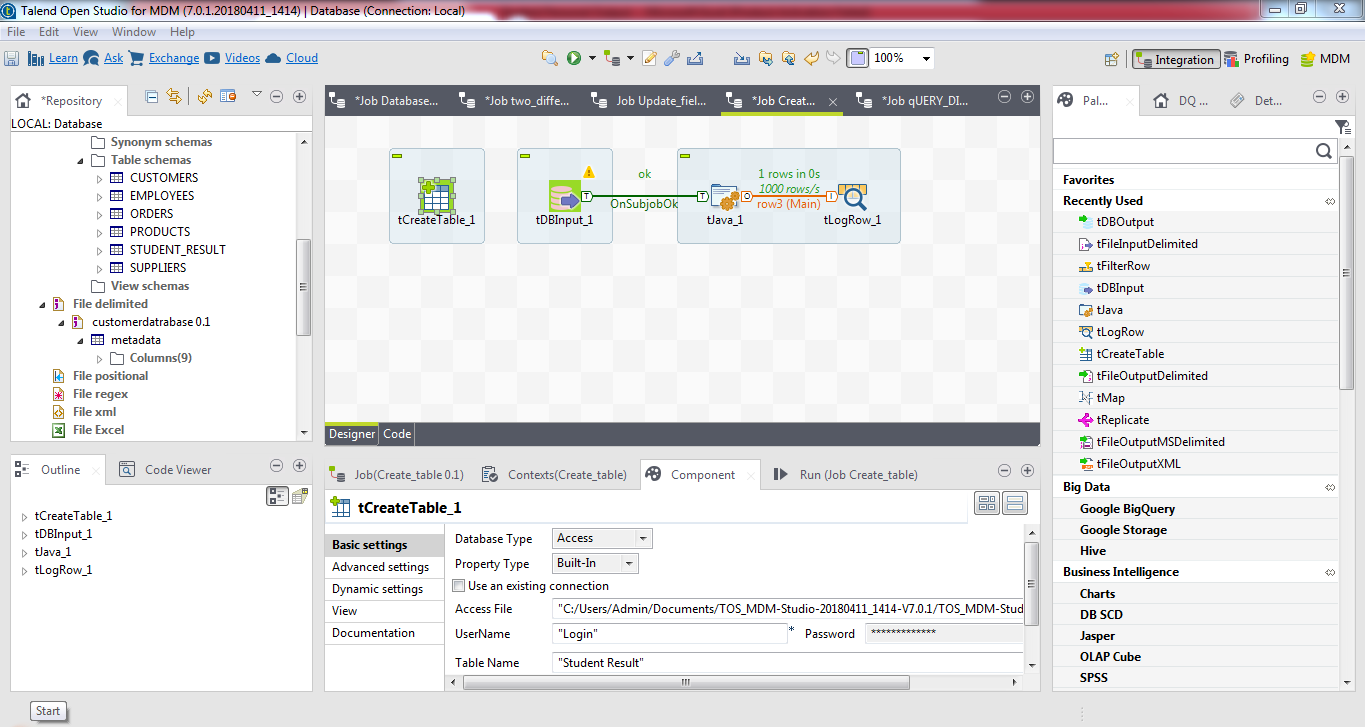 Talend Open Studio for MDM (7.0.1.20180411_1414) | Database (Connection: Local)
File Edit View Window Help
Learn Ask Exchange Videos Cloud 100% Integration Profiling MDM
*Repository
LOCAL: Database
Synonym schemas
Table schemas
CUSTOMERS
EMPLOYEES
ORDERS
PRODUCTS
STUDENT_RESULT
SUPPLIERS
View schemas
File delimited
customerdatrabase 0.1
metadata
Columns(9)
File positional
File regex
File xml
File Excel
*Job Database... *Job two_diffe... Job Update_fiel... *Job Creat... *Job qUERY_DI...
tCreateTable_1
tDBInput_1
ok
OnSubjobOk
1 rows in 0s
1000 rows/s
row3 (Main)
tJava_1
tLogRow_1
Designer Code
Pal... DQ ... Det...
Favorites
Recently Used
tDBOutput
tFileInputDelimited
tFilterRow
tDBInput
tJava
tLogRow
tCreateTable
tFileOutputDelimited
tMap
tReplicate
tFileOutputMSDelimited
tFileOutputXML
Big Data
Google BigQuery
Google Storage
Hive
Business Intelligence
Charts
DB SCD
Jasper
OLAP Cube
SPSS
Outline Code Viewer
tCreateTable_1
tDBInput_1
tJava_1
tLogRow_1
Job(Create_table 0.1) Contexts(Create_table) Component Run (Job Create_table)
tCreateTable_1
Basic settings
Advanced settings
Dynamic settings
View
Documentation
Database Type Access
Property Type Built-In
Use an existing connection
Access File "C:/Users/Admin/Documents/TOS_MDM-Studio-20180411_1414-V7.0.1/TOS_MDM-Stud
UserName "Login" * Password *************
Table Name "Student Result"
Start